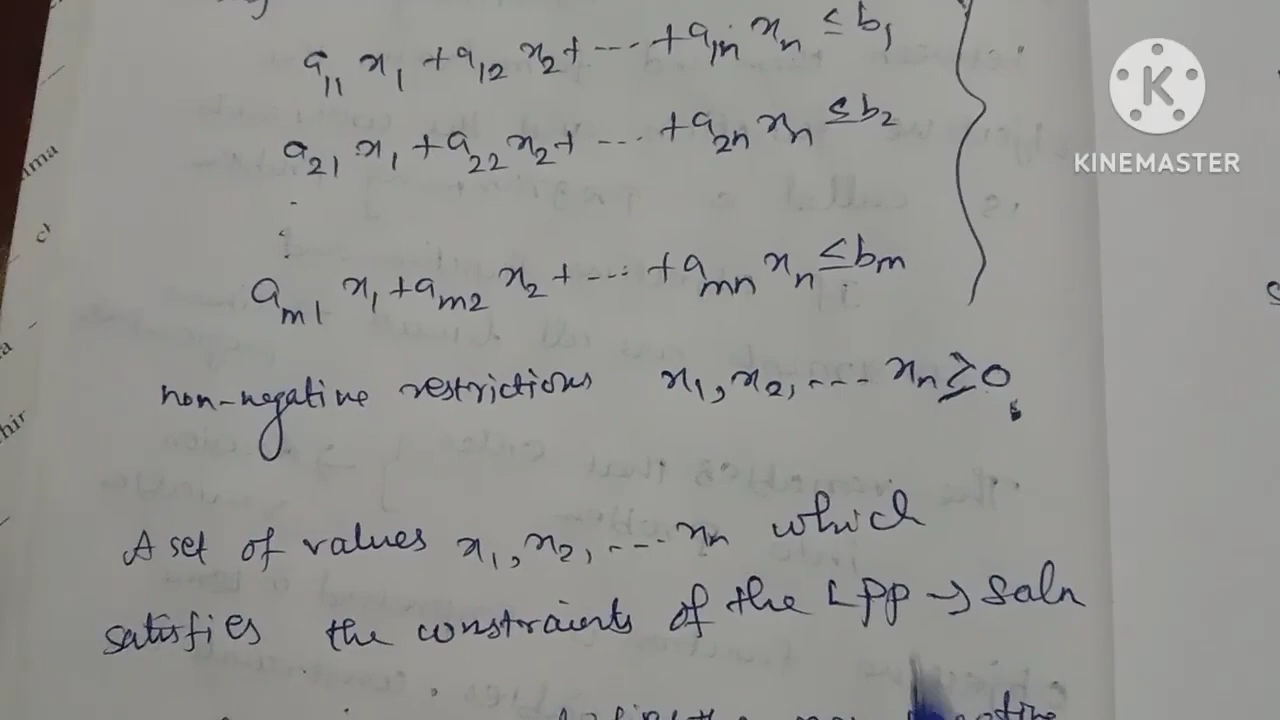 a11 x1 + a12 x2 + --- + a1n xn ≤ b1
a21 x1 + a22 x2 + --- + a2n xn ≤ b2
am1 x1 + am2 x2 + --- + amn xn ≤ bm
non-negative restrictions x1, x2, --- xn ≥ 0
A set of values x1, x2, --- xn which
satisfies the constraints of the LPP → Soln
KINEMASTER